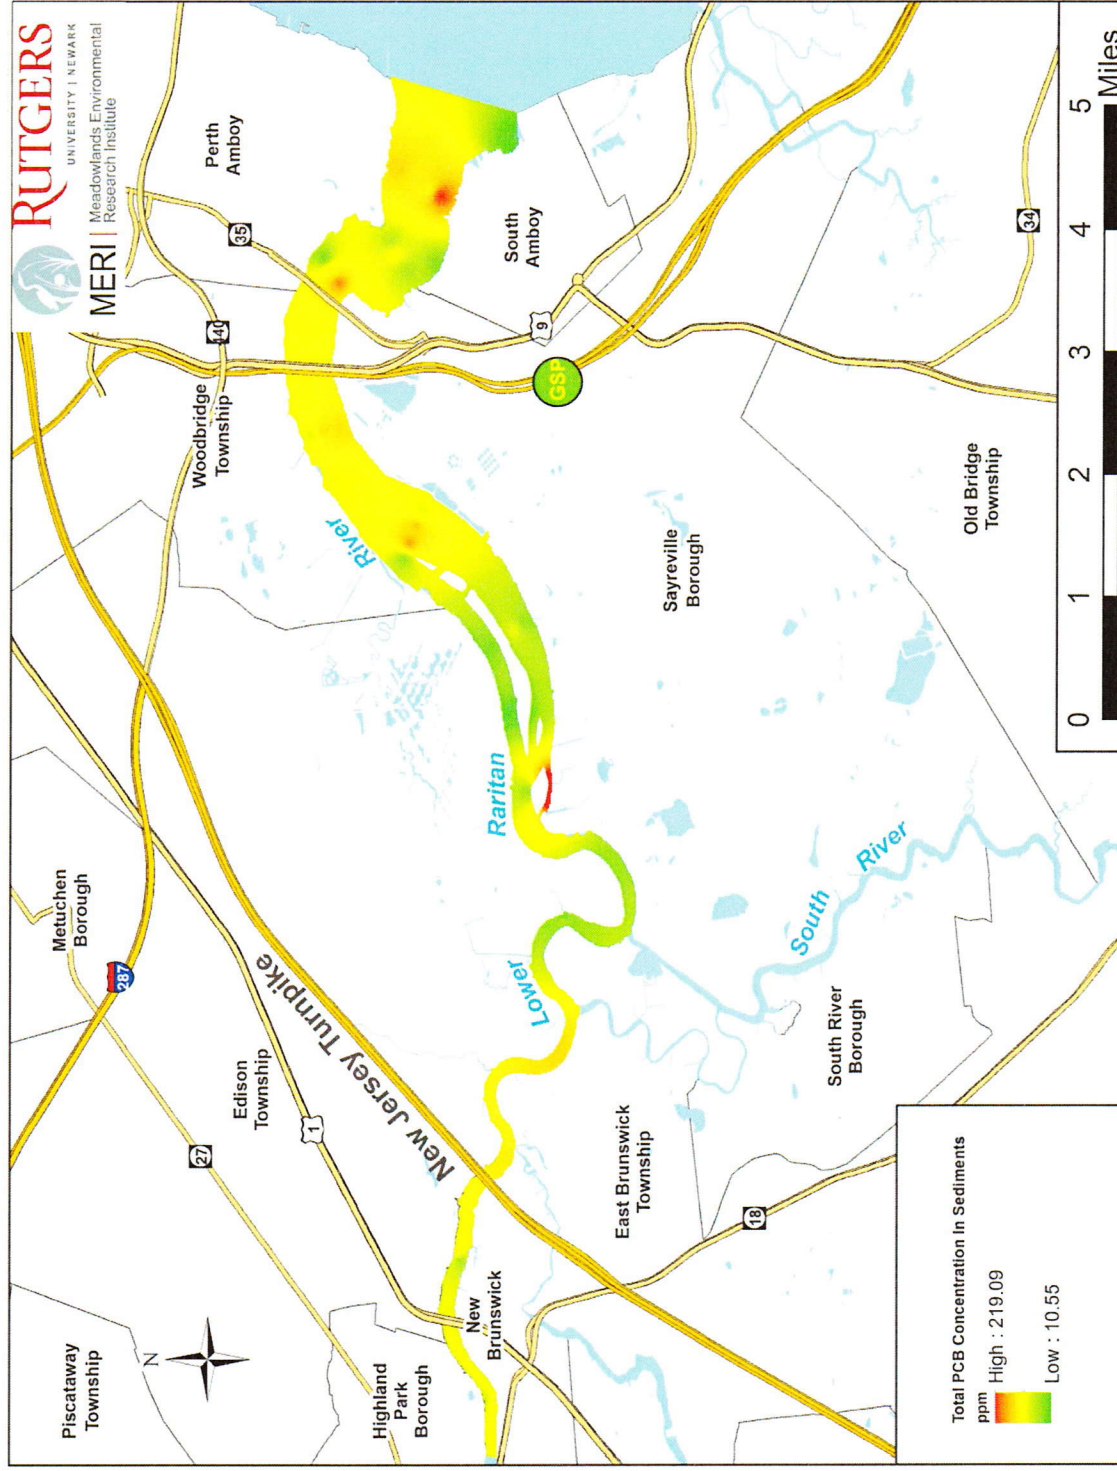 RUTGERS
UNIVERSITY | NEWARK
MERI | Meadowlands Environmental
Research Institute
Piscataway
Township
N
Highland
Park
Borough
New
Brunswick
27
1
Edison
Township
287
Metuchen
Borough
New Jersey Turnpike
Woodbridge
Township
440
35
Perth
Amboy
South
Amboy
9
GSP
34
Lower
Raritan
River
Sayreville
Borough
Old Bridge
Township
South
River
South River
Borough
East Brunswick
Township
18
Total PCB Concentration In Sediments
ppm
High : 219.09
Low : 10.55
0 1 2 3 4 5
Miles